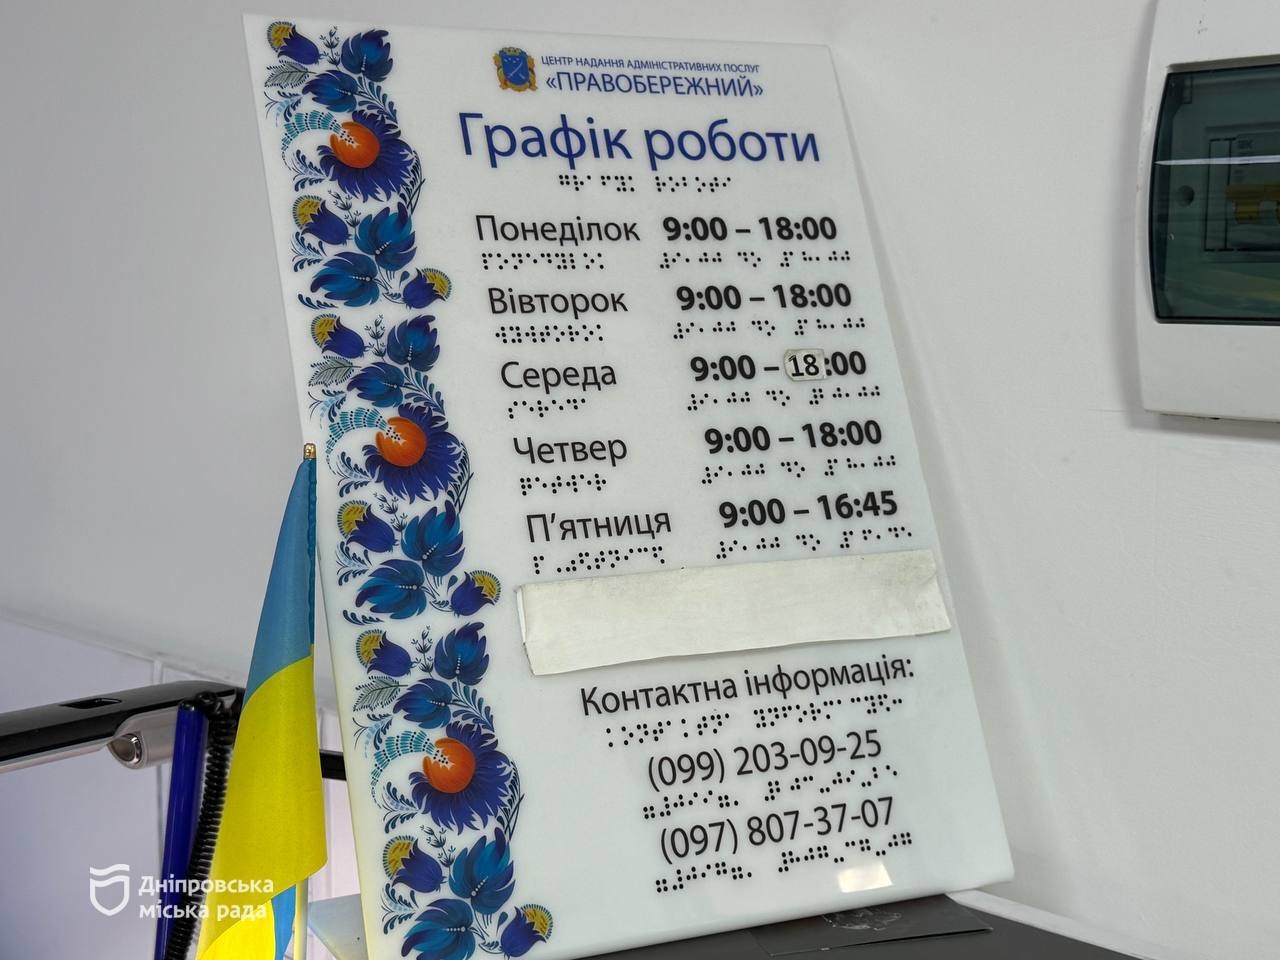 ЦЕНТР НАДАННЯ АДМІНІСТРАТИВНИХ ПОСЛУГ
«ПРАВОБЕРЕЖНИЙ»
Графік роботи
Понеділок 9:00 – 18:00
Вівторок 9:00 – 18:00
Середа 9:00 – 18:00
Четвер 9:00 – 18:00
П'ятниця 9:00 – 16:45
Контактна інформація:
(099) 203-09-25
(097) 807-37-07
Дніпровська
міська рада